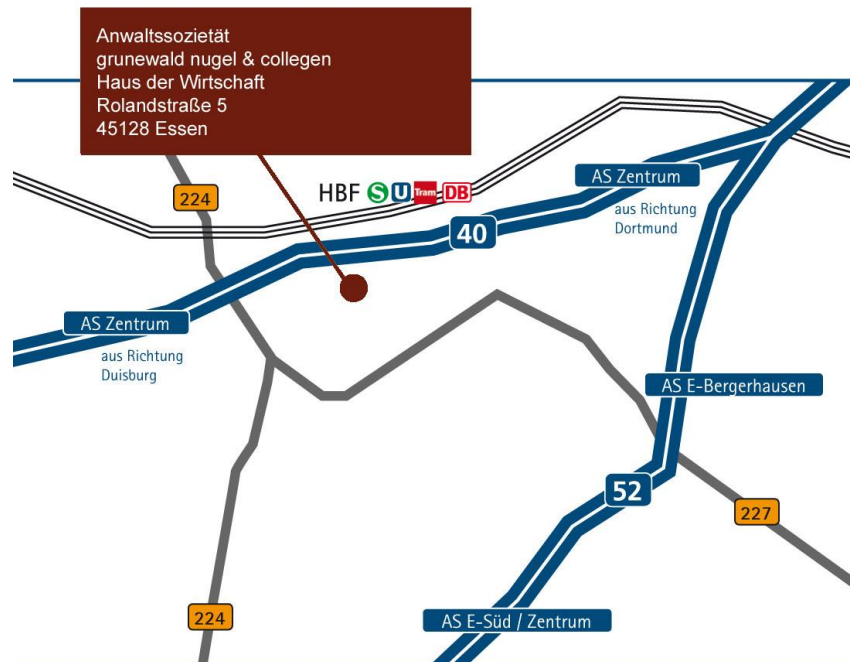 Anwaltssozietät
grunewald nugel & collegen
Haus der Wirtschaft
Rolandstraße 5
45128 Essen
224
HBF S U Tram DB
AS Zentrum
aus Richtung
Dortmund
40
AS Zentrum
aus Richtung
Duisburg
AS E-Bergerhausen
52
227
224
AS E-Süd / Zentrum